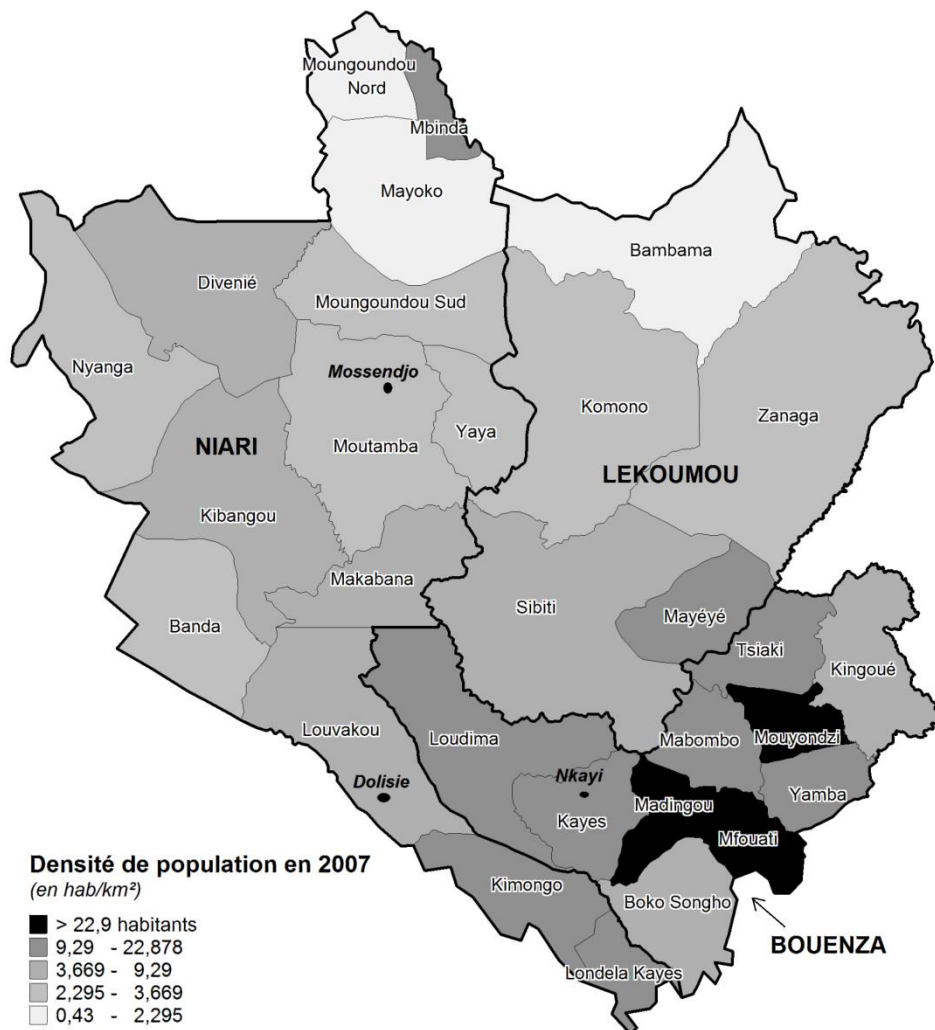 Moungoundou
Nord
Mbinda
Mayoko
Bambama
Divenié
Moungoundou Sud
Nyanga
Mossendjo
Komono
Zanaga
Yaya
Moutamba
NIARI
LEKOUMOU
Kibangou
Makabana
Sibiti
Mayéyé
Banda
Tsiaki
Kingoué
Louvakou
Loudima
Mabombo
Mouyondzi
Dolisie
Nkayi
Yamba
Madingou
Kayes
Mfouati
Densité de population en 2007
(en hab/km²)
Kimongo
Boko Songho
> 22,9 habitants
9,29 - 22,878
BOUENZA
3,669 - 9,29
Londela Kayes
2,295 - 3,669
0,43 - 2,295